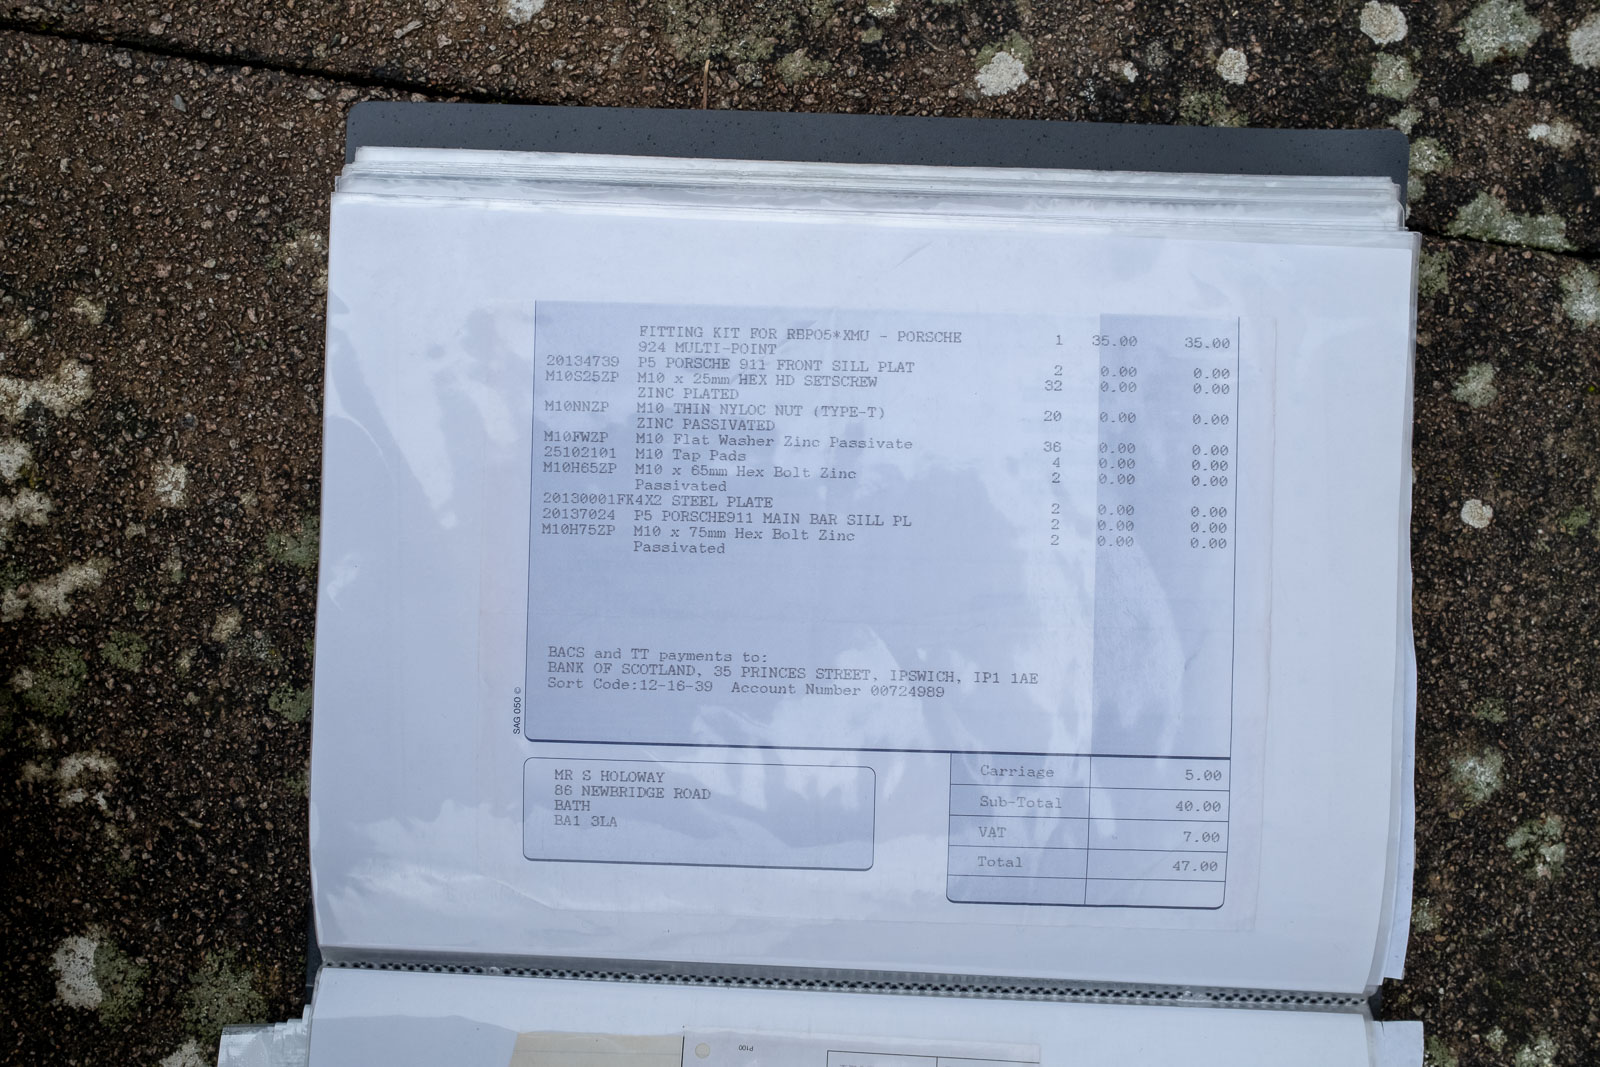 FITTING KIT FOR RBP05*XMU - PORSCHE 1 35.00 35.00
924 MULTI-POINT
20134739 P5 PORSCHE 911 FRONT SILL PLAT 2 0.00 0.00
M10S25ZP M10 x 25mm HEX HD SETSCREW 32 0.00 0.00
ZINC PLATED
M10NNZP M10 THIN NYLOC NUT (TYPE-T) 20 0.00 0.00
ZINC PASSIVATED
M10FWZP M10 Flat Washer Zinc Passivate 36 0.00 0.00
25102101 M10 Tap Pads 4 0.00 0.00
M10H65ZP M10 x 65mm Hex Bolt Zinc 2 0.00 0.00
Passivated
20130001FK4X2 STEEL PLATE 2 0.00 0.00
20137024 P5 PORSCHE911 MAIN BAR SILL PL 2 0.00 0.00
M10H75ZP M10 x 75mm Hex Bolt Zinc 2 0.00 0.00
Passivated
BACS and TT payments to:
BANK OF SCOTLAND, 35 PRINCES STREET, IPSWICH, IP1 1AE
Sort Code:12-16-39 Account Number 00724989
SAG 050 ©
MR S HOLOWAY
86 NEWBRIDGE ROAD
BATH
BA1 3LA
Carriage 5.00
Sub-Total 40.00
VAT 7.00
Total 47.00
P100